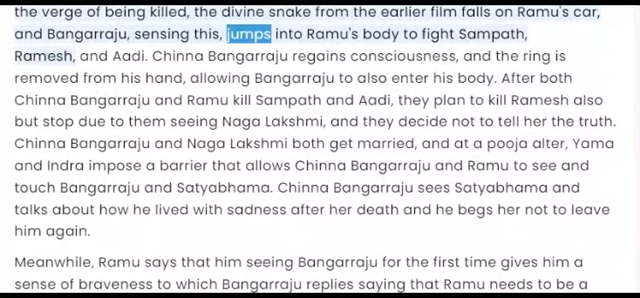 the verge of being killed, the divine snake from the earlier film falls on Ramu's car,
and Bangarraju, sensing this, jumps into Ramu's body to fight Sampath,
Ramesh, and Aadi. Chinna Bangarraju regains consciousness, and the ring is
removed from his hand, allowing Bangarraju to also enter his body. After both
Chinna Bangarraju and Ramu kill Sampath and Aadi, they plan to kill Ramesh also
but stop due to them seeing Naga Lakshmi, and they decide not to tell her the truth.
Chinna Bangarraju and Naga Lakshmi both get married, and at a pooja alter, Yama
and Indra impose a barrier that allows Chinna Bangarraju and Ramu to see and
touch Bangarraju and Satyabhama. Chinna Bangarraju sees Satyabhama and
talks about how he lived with sadness after her death and he begs her not to leave
him again.
Meanwhile, Ramu says that him seeing Bangarraju for the first time gives him a
sense of braveness to which Bangarraju replies saying that Ramu needs to be a